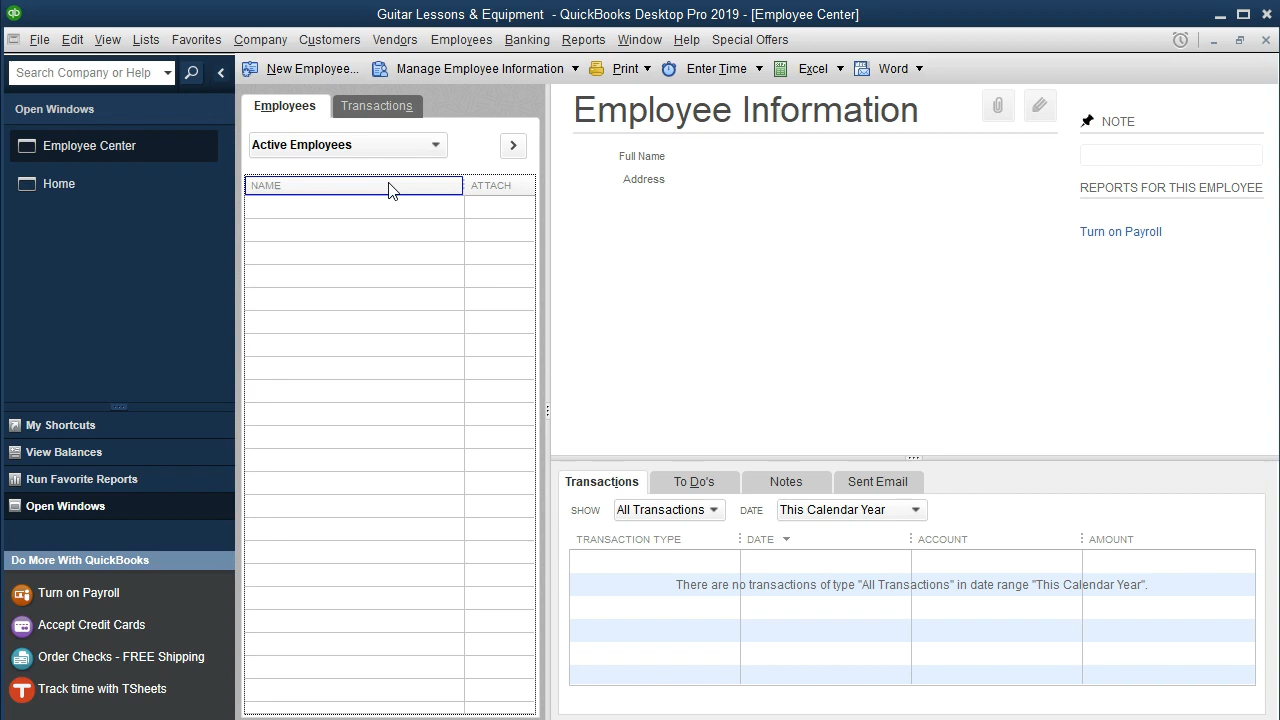 qb Guitar Lessons & Equipment - QuickBooks Desktop Pro 2019 - [Employee Center]
File Edit View Lists Favorites Company Customers Vendors Employees Banking Reports Window Help Special Offers
Search Company or Help
New Employee... Manage Employee Information Print Enter Time Excel Word
Open Windows
Employee Center
Home
My Shortcuts
View Balances
Run Favorite Reports
Open Windows
Do More With QuickBooks
Turn on Payroll
Accept Credit Cards
Order Checks - FREE Shipping
T Track time with TSheets
Employees Transactions
Active Employees
NAME ATTACH
Employee Information
Full Name
Address
NOTE
REPORTS FOR THIS EMPLOYEE
Turn on Payroll
Transactions To Do's Notes Sent Email
SHOW All Transactions DATE This Calendar Year
TRANSACTION TYPE DATE ACCOUNT AMOUNT
There are no transactions of type "All Transactions" in date range "This Calendar Year".